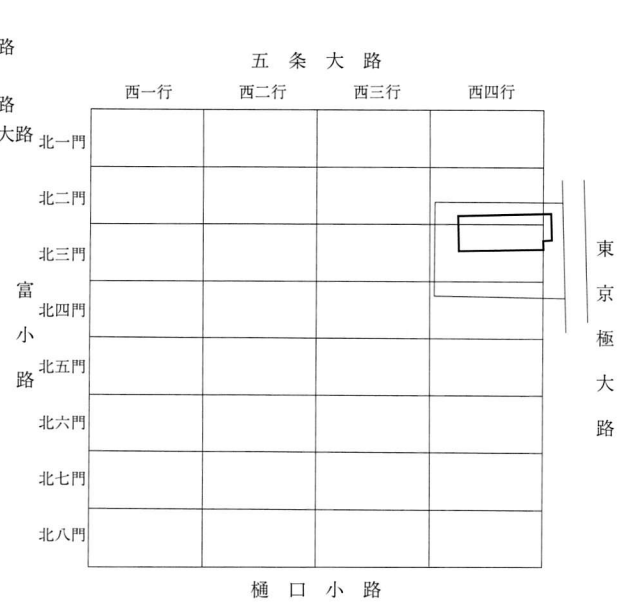 路
路
大路
五条大路
西一行 西二行 西三行 西四行
北一門
北二門
北三門
北四門
北五門
北六門
北七門
北八門
富小路
東京極大路
樋口小路